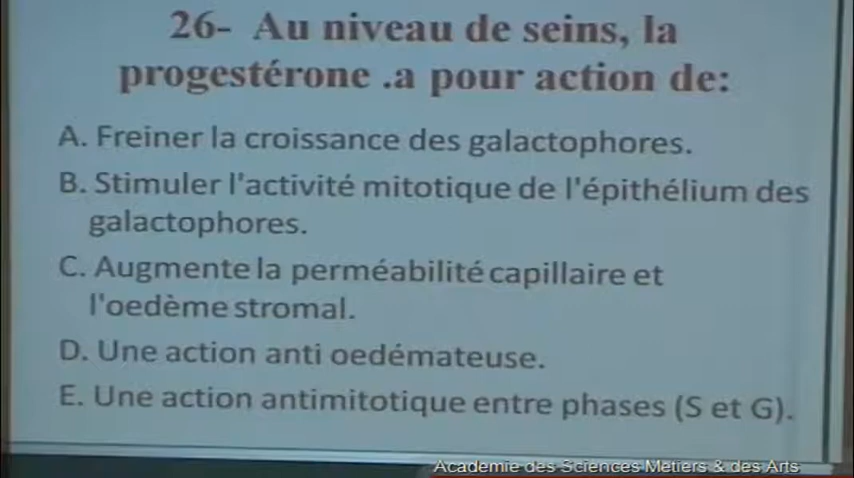 26- Au niveau de seins, la
progestérone .a pour action de:
A. Freiner la croissance des galactophores.
B. Stimuler l'activité mitotique de l'épithélium des
galactophores.
C. Augmente la perméabilité capillaire et
l'oedème stromal.
D. Une action anti oedémateuse.
E. Une action antimitotique entre phases (S et G).
Academie des Sciences Metiers & des Arts